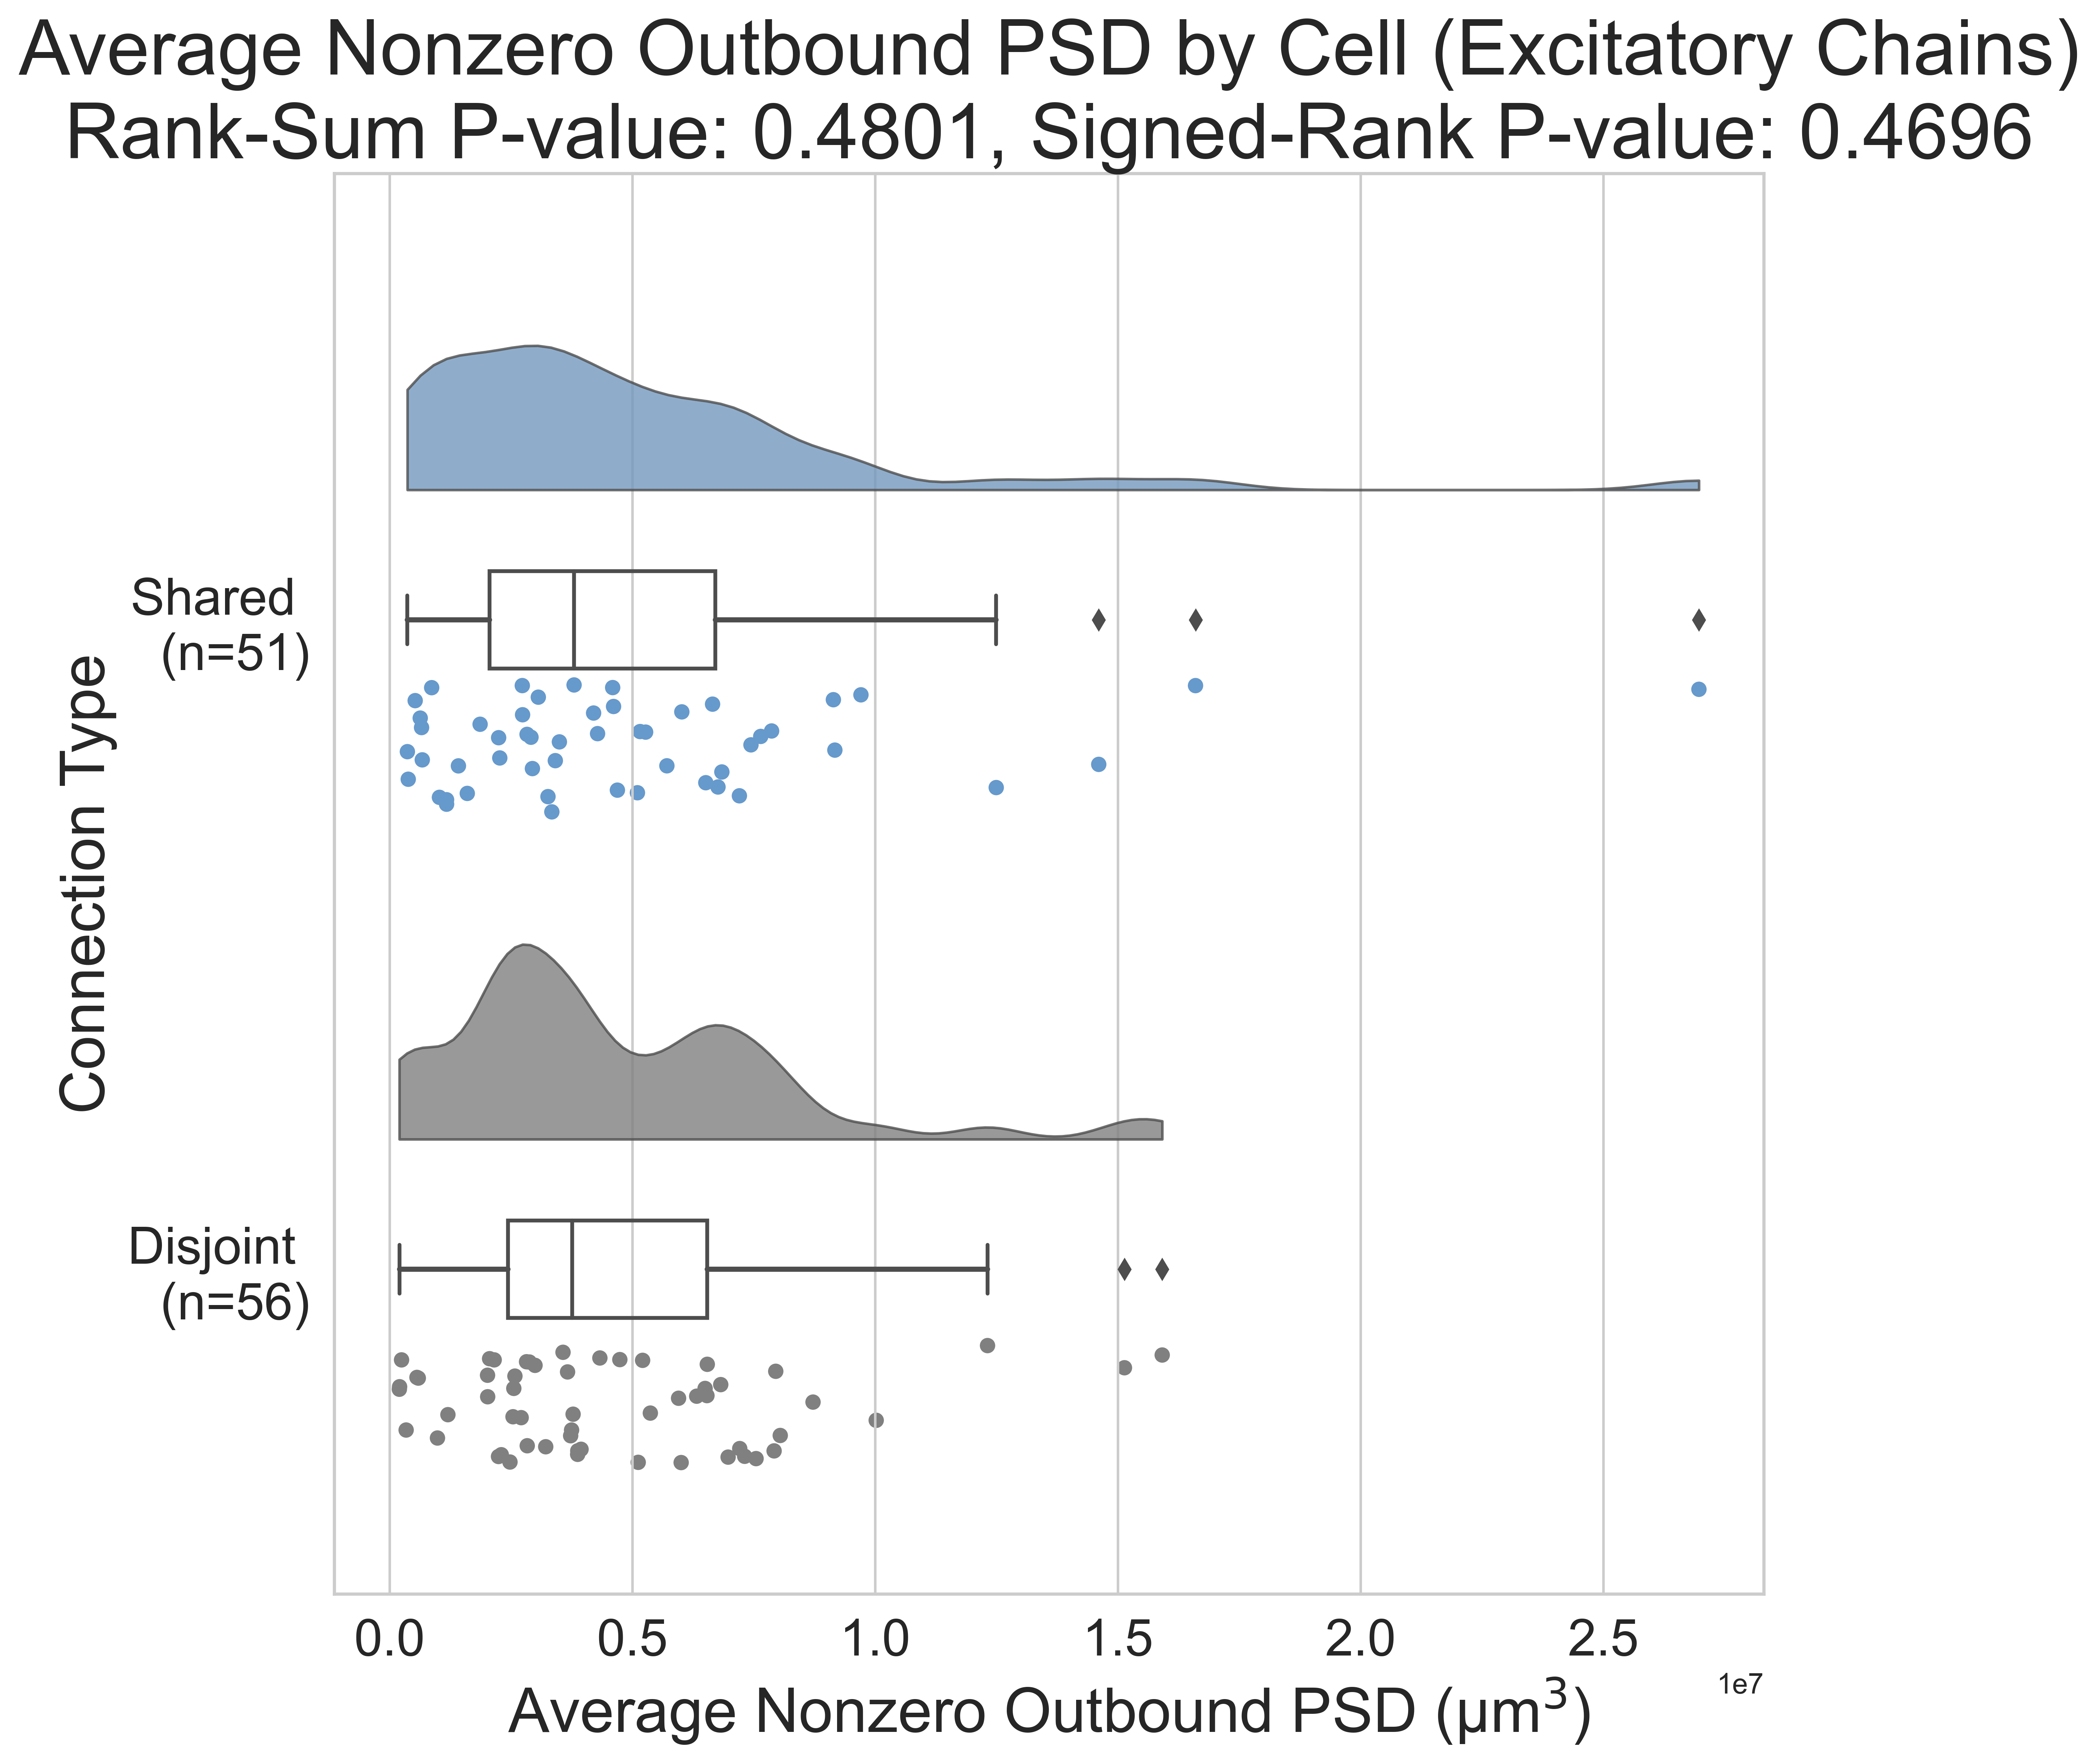 Average Nonzero Outbound PSD by Cell (Excitatory Chains)
Rank-Sum P-value: 0.4801, Signed-Rank P-value: 0.4696
Connection Type
Shared
(n=51)
Disjoint
(n=56)
0.0 0.5 1.0 1.5 2.0 2.5
1e7
Average Nonzero Outbound PSD (μm³)